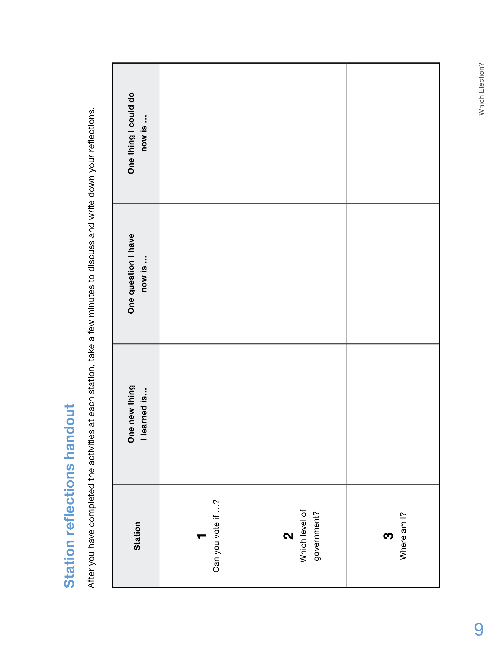 Station reflections handout
After you have completed the activities at each station, take a few minutes to discuss and write down your reflections.
Station
One new thing
I learned is...
One question I have
now is ...
One thing I could do
now is ...
1
Can you vote if ...?
2
Which level of
government?
3
Where am I?
Which Election?
9